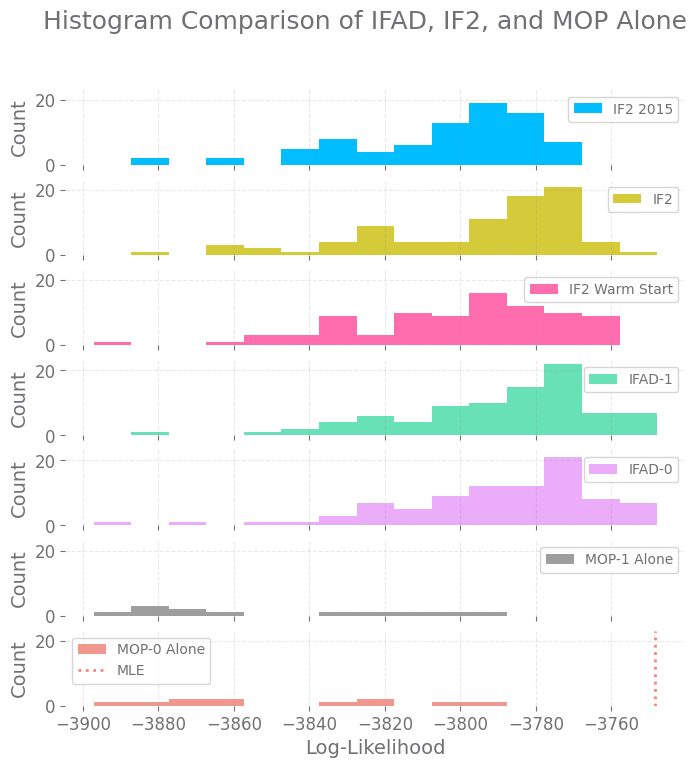 Histogram Comparison of IFAD, IF2, and MOP Alone
20
0
Count
IF2 2015
20
0
Count
IF2
20
0
Count
IF2 Warm Start
20
0
Count
IFAD-1
20
0
Count
IFAD-0
20
0
Count
MOP-1 Alone
20
0
Count
MOP-0 Alone
MLE
−3900 −3880 −3860 −3840 −3820 −3800 −3780 −3760
Log-Likelihood